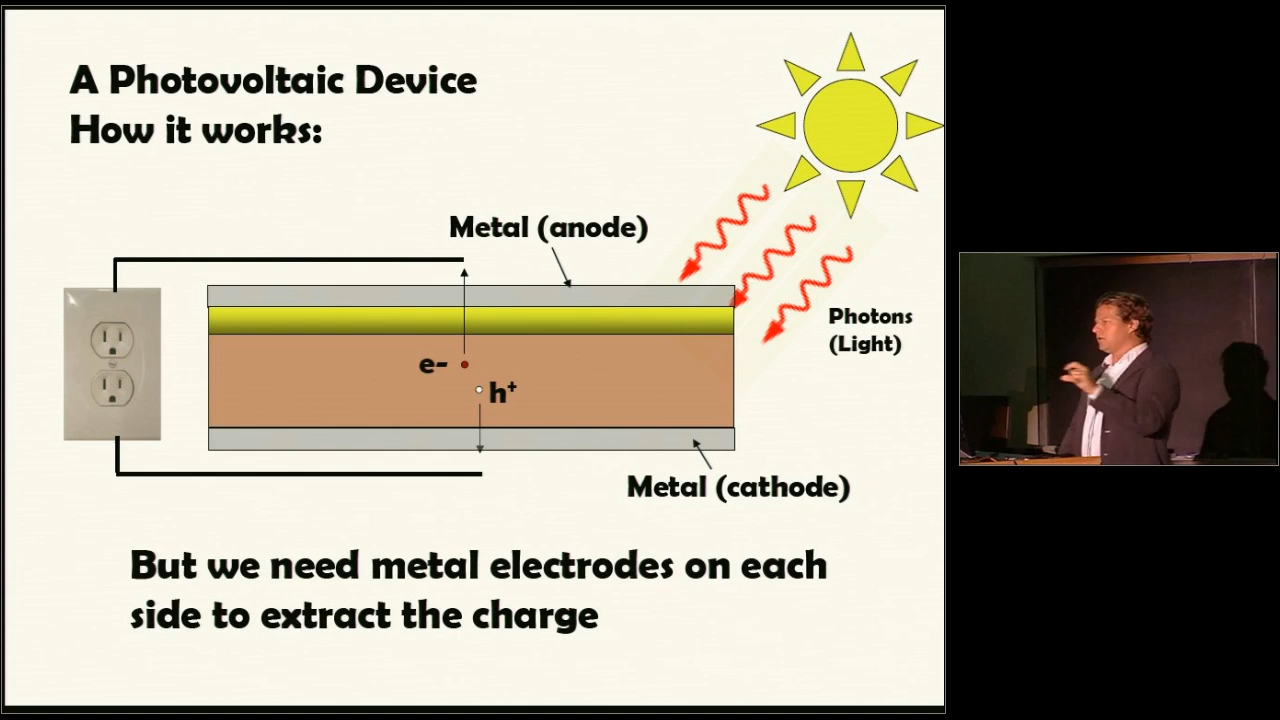 A Photovoltaic Device
How it works:
Metal (anode)
Photons
(Light)
e-
h+
Metal (cathode)
But we need metal electrodes on each
side to extract the charge